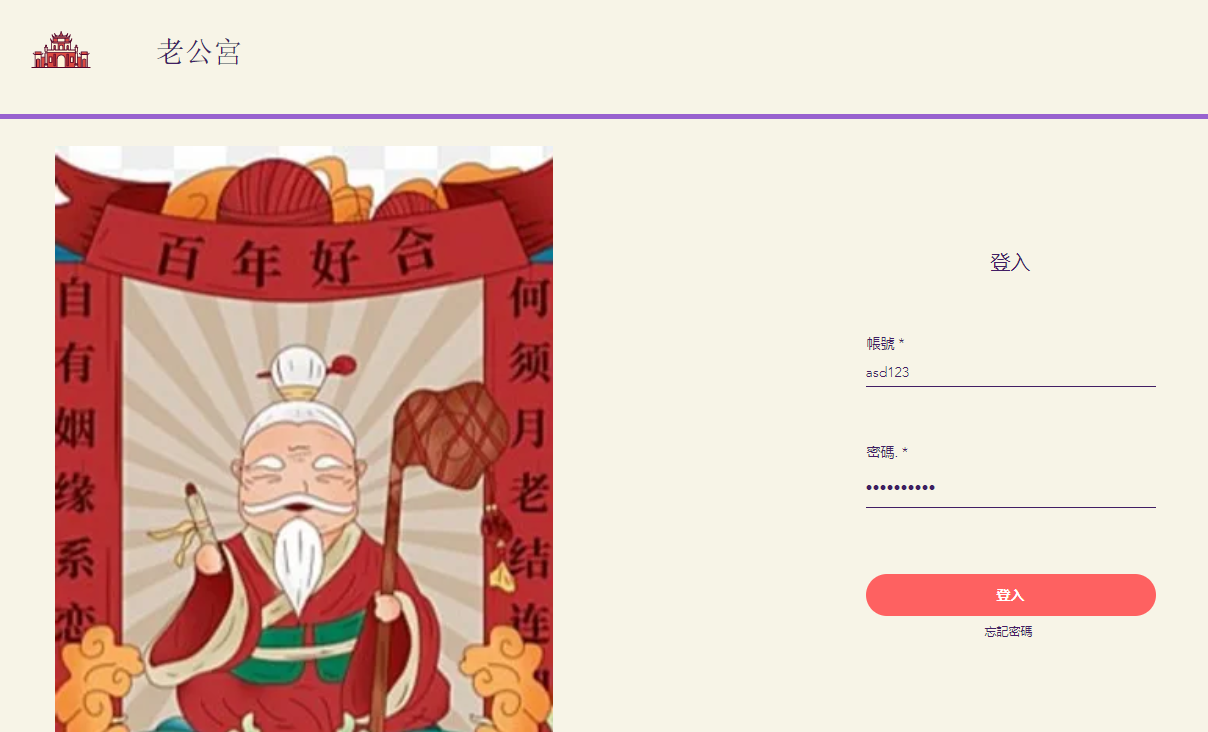 老公宮
百年好合
自有姻缘系恋
何须月老结连
登入
帳號 *
asd123
密碼. *
••••••••••
登入
忘記密碼